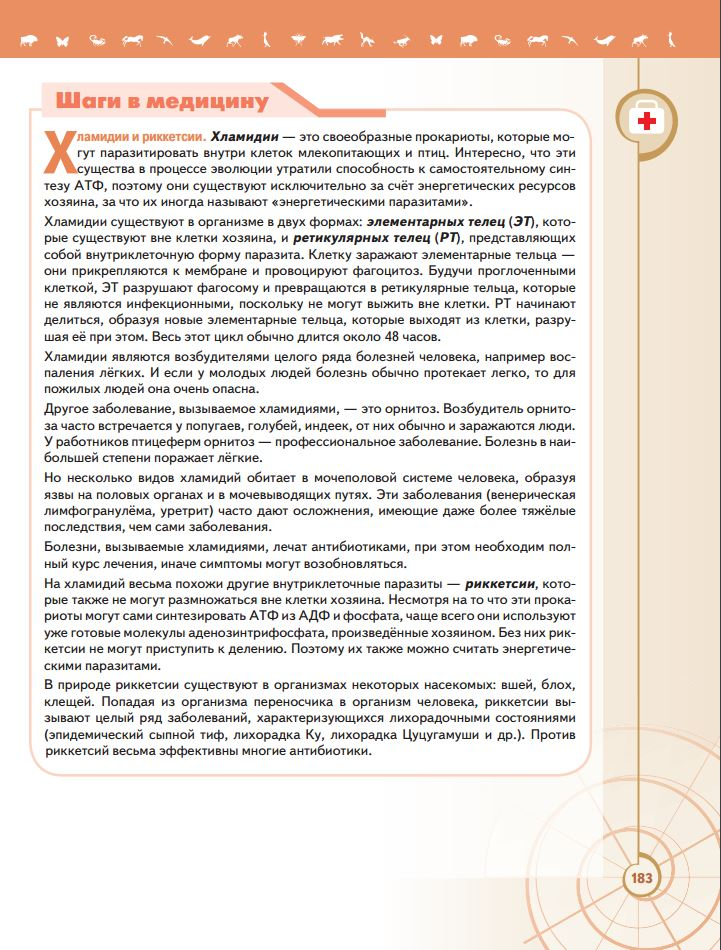 Шаги в медицину
Хламидии и риккетсии. Хламидии — это своеобразные прокариоты, которые мо-
гут паразитировать внутри клеток млекопитающих и птиц. Интересно, что эти
существа в процессе эволюции утратили способность к самостоятельному син-
тезу АТФ, поэтому они существуют исключительно за счёт энергетических ресурсов
хозяина, за что их иногда называют «энергетическими паразитами».
Хламидии существуют в организме в двух формах: элементарных телец (ЭТ), кото-
рые существуют вне клетки хозяина, и ретикулярных телец (РТ), представляющих
собой внутриклеточную форму паразита. Клетку заражают элементарные тельца —
они прикрепляются к мембране и провоцируют фагоцитоз. Будучи проглоченными
клеткой, ЭТ разрушают фагосому и превращаются в ретикулярные тельца, которые
не являются инфекционными, поскольку не могут выжить вне клетки. РТ начинают
делиться, образуя новые элементарные тельца, которые выходят из клетки, разру-
шая её при этом. Весь этот цикл обычно длится около 48 часов.
Хламидии являются возбудителями целого ряда болезней человека, например вос-
паления лёгких. И если у молодых людей болезнь обычно протекает легко, то для
пожилых людей она очень опасна.
Другое заболевание, вызываемое хламидиями, — это орнитоз. Возбудитель орнито-
за часто встречается у попугаев, голубей, индеек, от них обычно и заражаются люди.
У работников птицеферм орнитоз — профессиональное заболевание. Болезнь в наи-
большей степени поражает лёгкие.
Но несколько видов хламидий обитает в мочеполовой системе человека, образуя
язвы на половых органах и в мочевыводящих путях. Эти заболевания (венерическая
лимфогранулёма, уретрит) часто дают осложнения, имеющие даже более тяжёлые
последствия, чем сами заболевания.
Болезни, вызываемые хламидиями, лечат антибиотиками, при этом необходим пол-
ный курс лечения, иначе симптомы могут возобновляться.
На хламидий весьма похожи другие внутриклеточные паразиты — риккетсии, кото-
рые также не могут размножаться вне клетки хозяина. Несмотря на то что эти прока-
риоты могут сами синтезировать АТФ из АДФ и фосфата, чаще всего они используют
уже готовые молекулы аденозинтрифосфата, произведённые хозяином. Без них рик-
кетсии не могут приступить к делению. Поэтому их также можно считать энергетиче-
скими паразитами.
В природе риккетсии существуют в организмах некоторых насекомых: вшей, блох,
клещей. Попадая из организма переносчика в организм человека, риккетсии вы-
зывают целый ряд заболеваний, характеризующихся лихорадочными состояниями
(эпидемический сыпной тиф, лихорадка Ку, лихорадка Цуцугамуши и др.). Против
риккетсий весьма эффективны многие антибиотики.
183